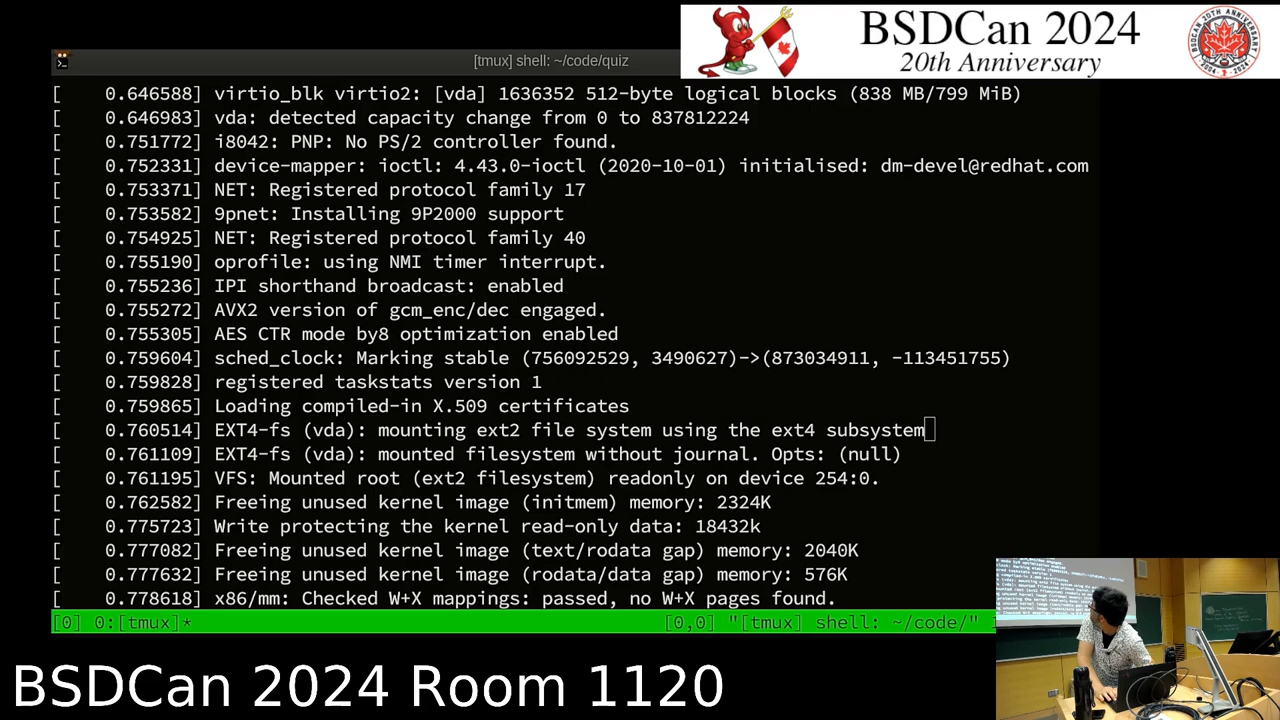 BSDCan 2024
20th Anniversary
[tmux] shell: ~/code/quiz
[    0.646588] virtio_blk virtio2: [vda] 1636352 512-byte logical blocks (838 MB/799 MiB)
[    0.646983] vda: detected capacity change from 0 to 837812224
[    0.751772] i8042: PNP: No PS/2 controller found.
[    0.752331] device-mapper: ioctl: 4.43.0-ioctl (2020-10-01) initialised: dm-devel@redhat.com
[    0.753371] NET: Registered protocol family 17
[    0.753582] 9pnet: Installing 9P2000 support
[    0.754925] NET: Registered protocol family 40
[    0.755190] oprofile: using NMI timer interrupt.
[    0.755236] IPI shorthand broadcast: enabled
[    0.755272] AVX2 version of gcm_enc/dec engaged.
[    0.755305] AES CTR mode by8 optimization enabled
[    0.759604] sched_clock: Marking stable (756092529, 3490627)->(873034911, -113451755)
[    0.759828] registered taskstats version 1
[    0.759865] Loading compiled-in X.509 certificates
[    0.760514] EXT4-fs (vda): mounting ext2 file system using the ext4 subsystem
[    0.761109] EXT4-fs (vda): mounted filesystem without journal. Opts: (null)
[    0.761195] VFS: Mounted root (ext2 filesystem) readonly on device 254:0.
[    0.762582] Freeing unused kernel image (initmem) memory: 2324K
[    0.775723] Write protecting the kernel read-only data: 18432k
[    0.777082] Freeing unused kernel image (text/rodata gap) memory: 2040K
[    0.777632] Freeing unused kernel image (rodata/data gap) memory: 576K
[    0.778618] x86/mm: Checked W+X mappings: passed, no W+X pages found.
[0] 0:[tmux]* [0,0] "[tmux] shell: ~/code/"
BSDCan 2024 Room 1120